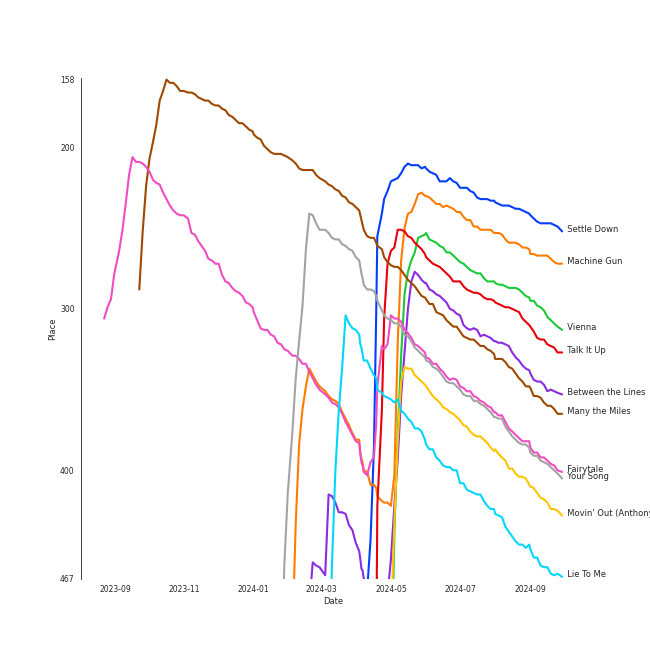 158
200
300
400
467
Place
2023-09
2023-11
2024-01
2024-03
2024-05
2024-07
2024-09
Date
Settle Down
Machine Gun
Vienna
Talk It Up
Between the Lines
Many the Miles
Fairytale
Your Song
Movin' Out (Anthony
Lie To Me